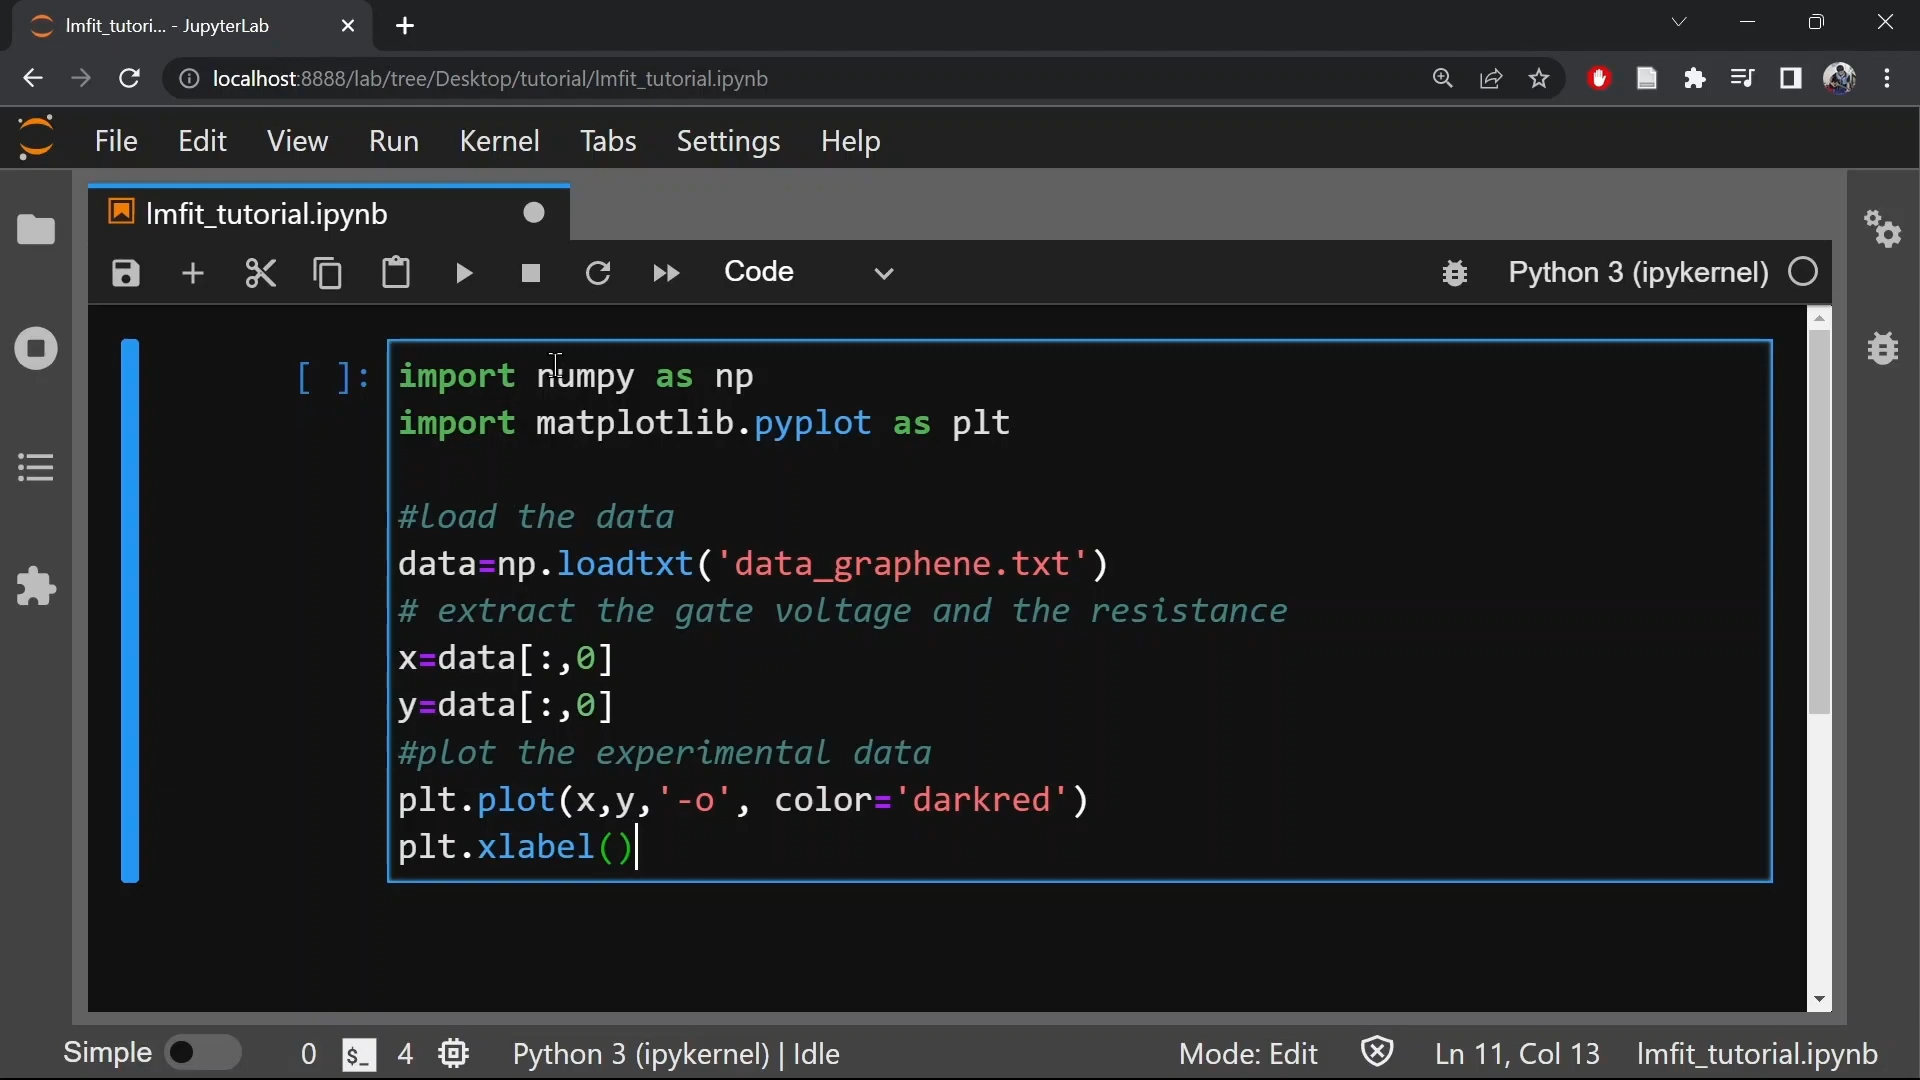 lmfit_tutori... - JupyterLab
localhost:8888/lab/tree/Desktop/tutorial/lmfit_tutorial.ipynb
File Edit View Run Kernel Tabs Settings Help
lmfit_tutorial.ipynb
Code Python 3 (ipykernel)
[ ]: import numpy as np
import matplotlib.pyplot as plt
#load the data
data=np.loadtxt('data_graphene.txt')
# extract the gate voltage and the resistance
x=data[:,0]
y=data[:,0]
#plot the experimental data
plt.plot(x,y,'-o', color='darkred')
plt.xlabel()
Simple 0 $_ 4 Python 3 (ipykernel) | Idle Mode: Edit Ln 11, Col 13 lmfit_tutorial.ipynb